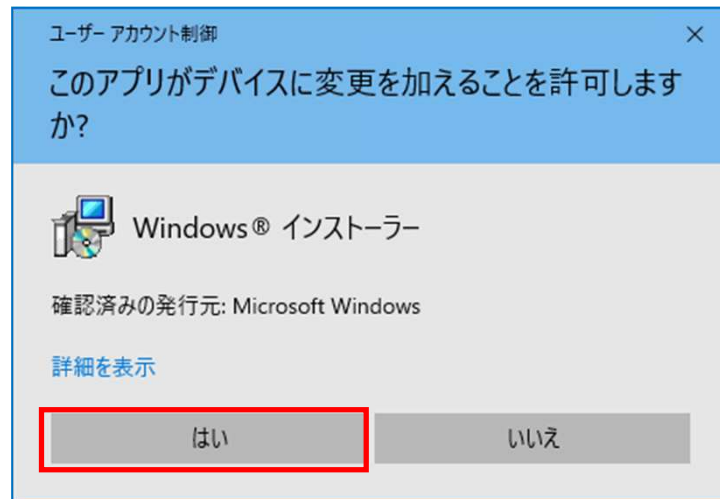 ユーザー アカウント制御
このアプリがデバイスに変更を加えることを許可します
か?
Windows® インストーラー
確認済みの発行元: Microsoft Windows
詳細を表示
はい
いいえ